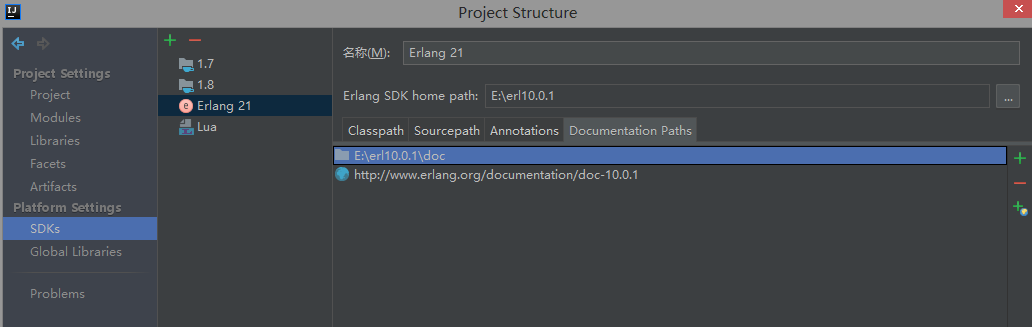 IJ
Project Structure
Project Settings
Project
Modules
Libraries
Facets
Artifacts
Platform Settings
SDKs
Global Libraries
Problems
1.7
1.8
e Erlang 21
Lua
名称(M): Erlang 21
Erlang SDK home path: E:\erl10.0.1 ...
Classpath Sourcepath Annotations Documentation Paths
E:\erl10.0.1\doc
http://www.erlang.org/documentation/doc-10.0.1